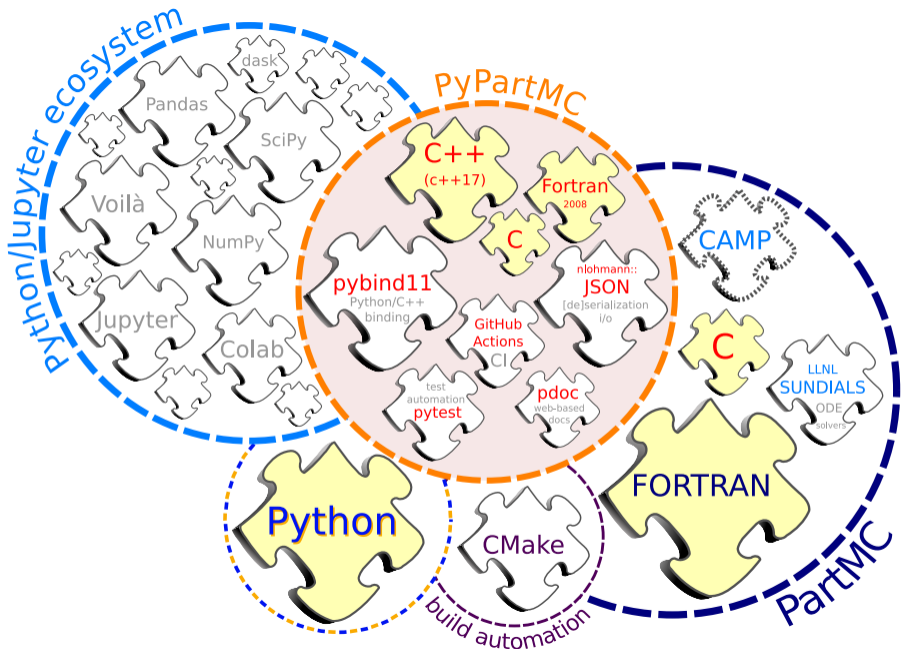 Python/Jupyter ecosystem
dask
Pandas
SciPy
Voilà
NumPy
Jupyter
Colab
PyPartMC
C++
(c++17)
Fortran
2008
C
pybind11
Python/C++
binding
nlohmann::
JSON
[de]serialization
i/o
GitHub
Actions
CI
test
automation
pytest
pdoc
web-based
docs
CAMP
C
LLNL
SUNDIALS
ODE
solvers
FORTRAN
PartMC
Python
CMake
build automation